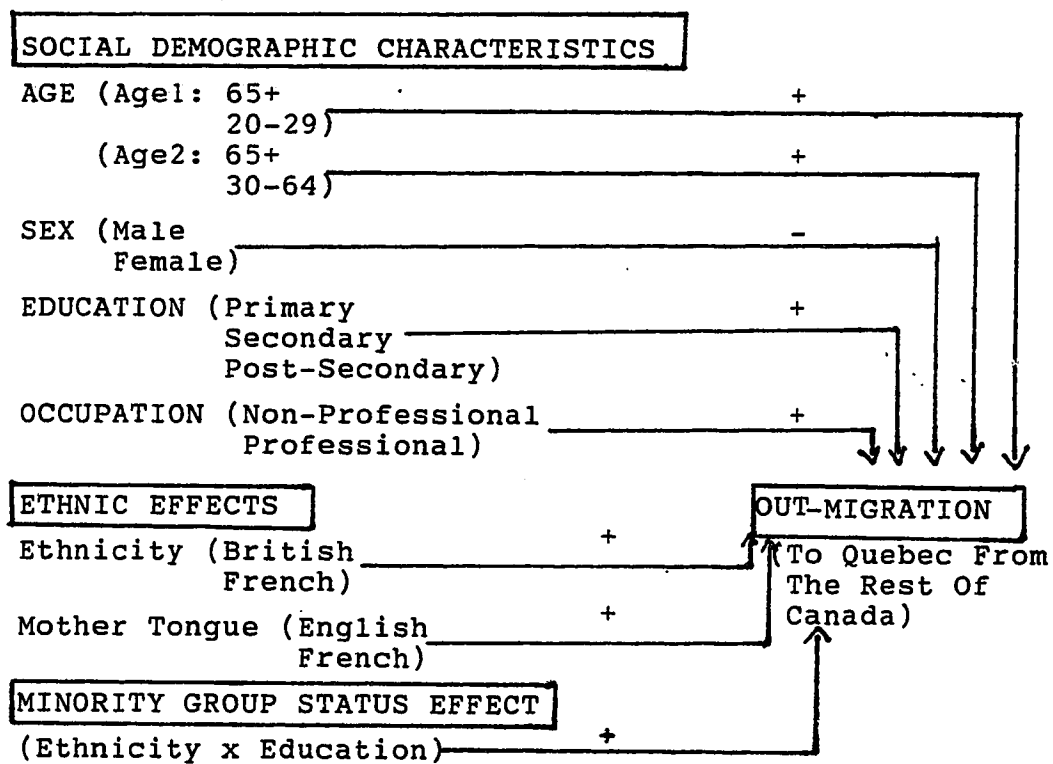 SOCIAL DEMOGRAPHIC CHARACTERISTICS
AGE (Age1: 65+ +
20-29)
(Age2: 65+ +
30-64)
SEX (Male -
Female)
EDUCATION (Primary +
Secondary
Post-Secondary)
OCCUPATION (Non-Professional +
Professional)
ETHNIC EFFECTS
OUT-MIGRATION
Ethnicity (British +
French)
(To Quebec From
The Rest Of
Canada)
Mother Tongue (English +
French)
MINORITY GROUP STATUS EFFECT
(Ethnicity x Education) +